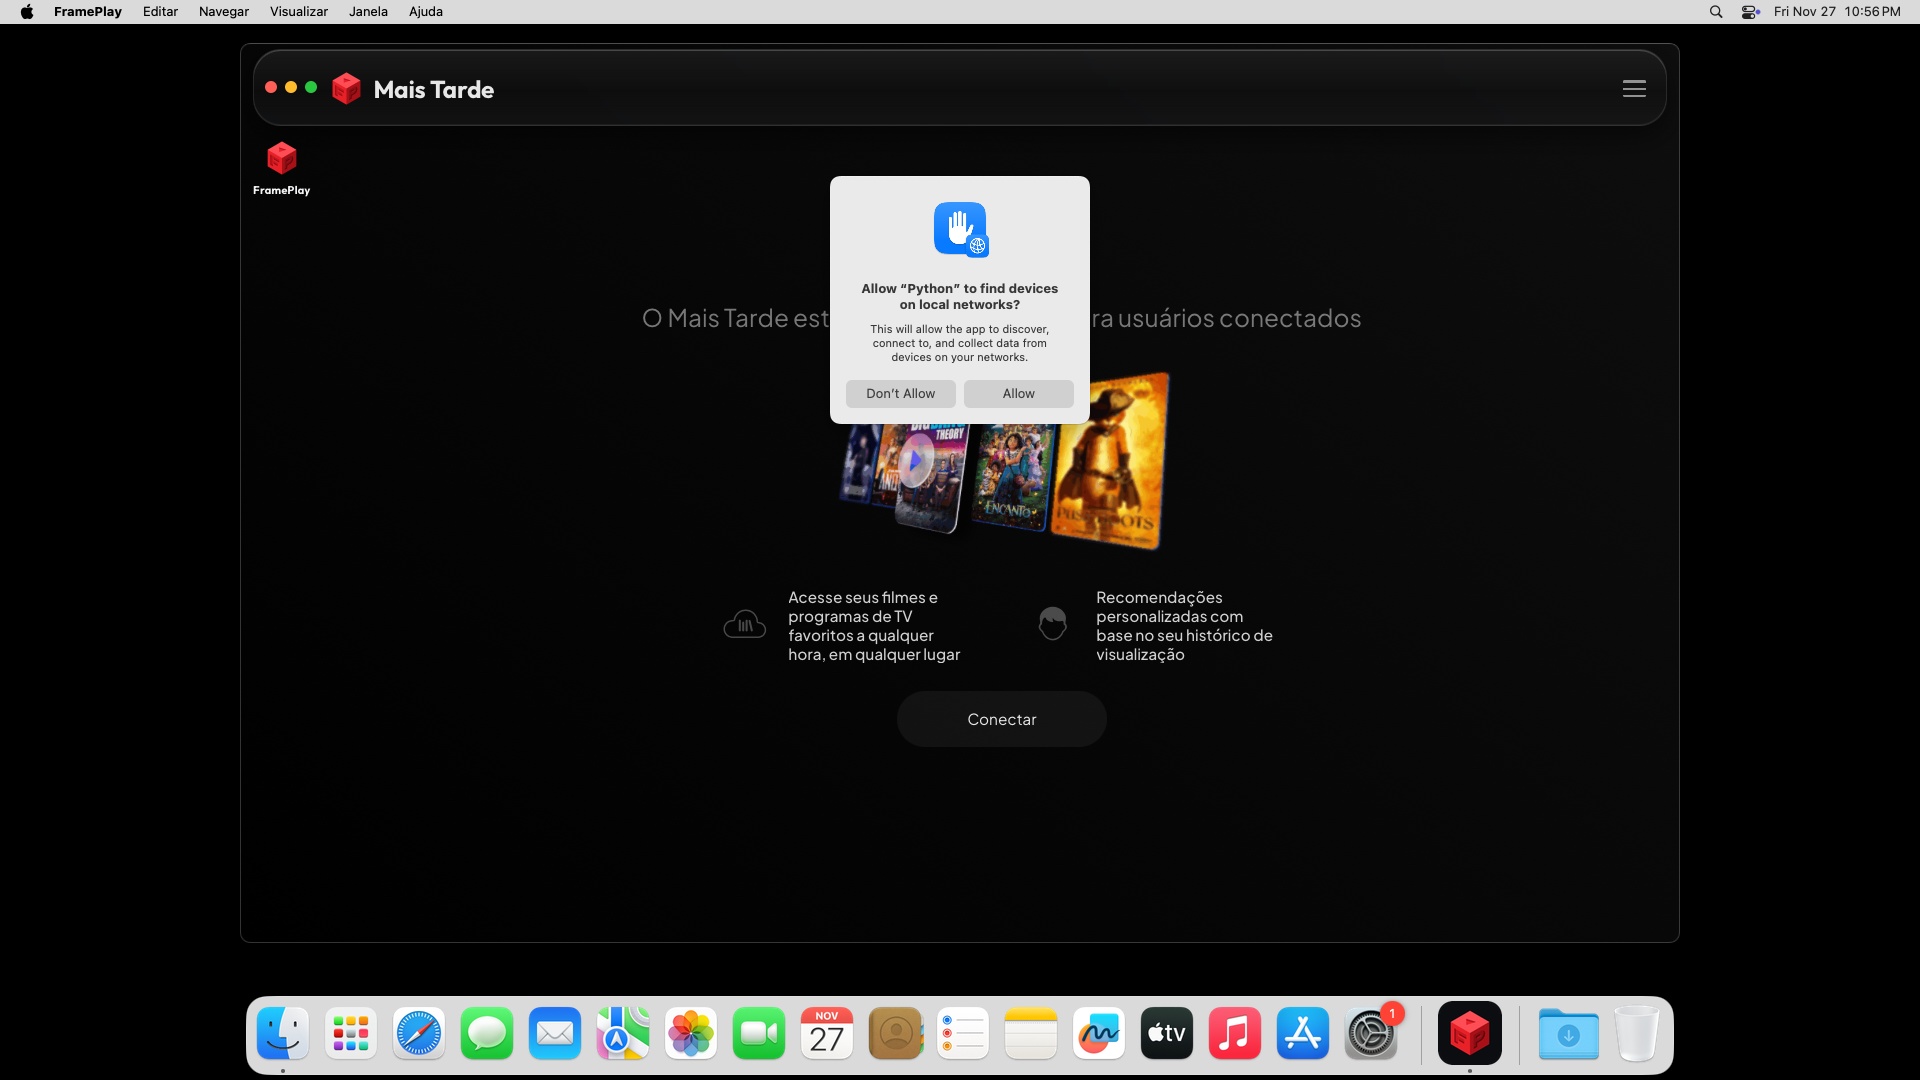 FramePlay Editar Navegar Visualizar Janela Ajuda Fri Nov 27 10:56 PM
Mais Tarde
FramePlay
Allow “Python” to find devices
on local networks?
This will allow the app to discover,
connect to, and collect data from
devices on your networks.
Don't Allow Allow
O Mais Tarde est ra usuários conectados
THEORY
ENCANTO
Acesse seus filmes e
programas de TV
favoritos a qualquer
hora, em qualquer lugar
Recomendações
personalizadas com
base no seu histórico de
visualização
Conectar
NOV
27
tv
1